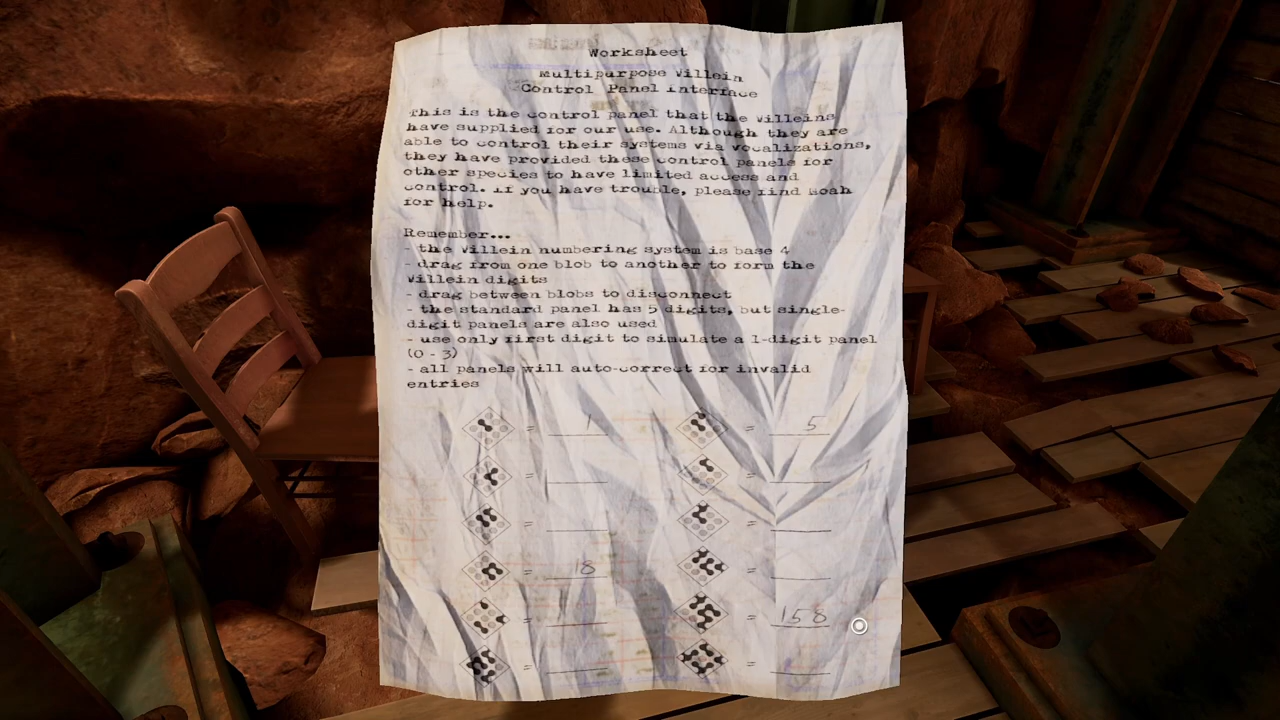 Worksheet
Multipurpose Villein
Control Panel Interface
This is the control panel that the Villeins
have supplied for our use. Although they are
able to control their systems via vocalizations,
they have provided these control panels for
other species to have limited access and
control. If you have trouble, please find Noah
for help.
Remember...
- the Villein numbering system is base 4
- drag from one blob to another to form the
Villein digits
- drag between blobs to disconnect
- the standard panel has 5 digits, but single-
digit panels are also used
- use only first digit to simulate a 1-digit panel
(0 - 3)
- all panels will auto-correct for invalid
entries
= 1 = 5
= =
= =
= 18 =
= = 158
= =